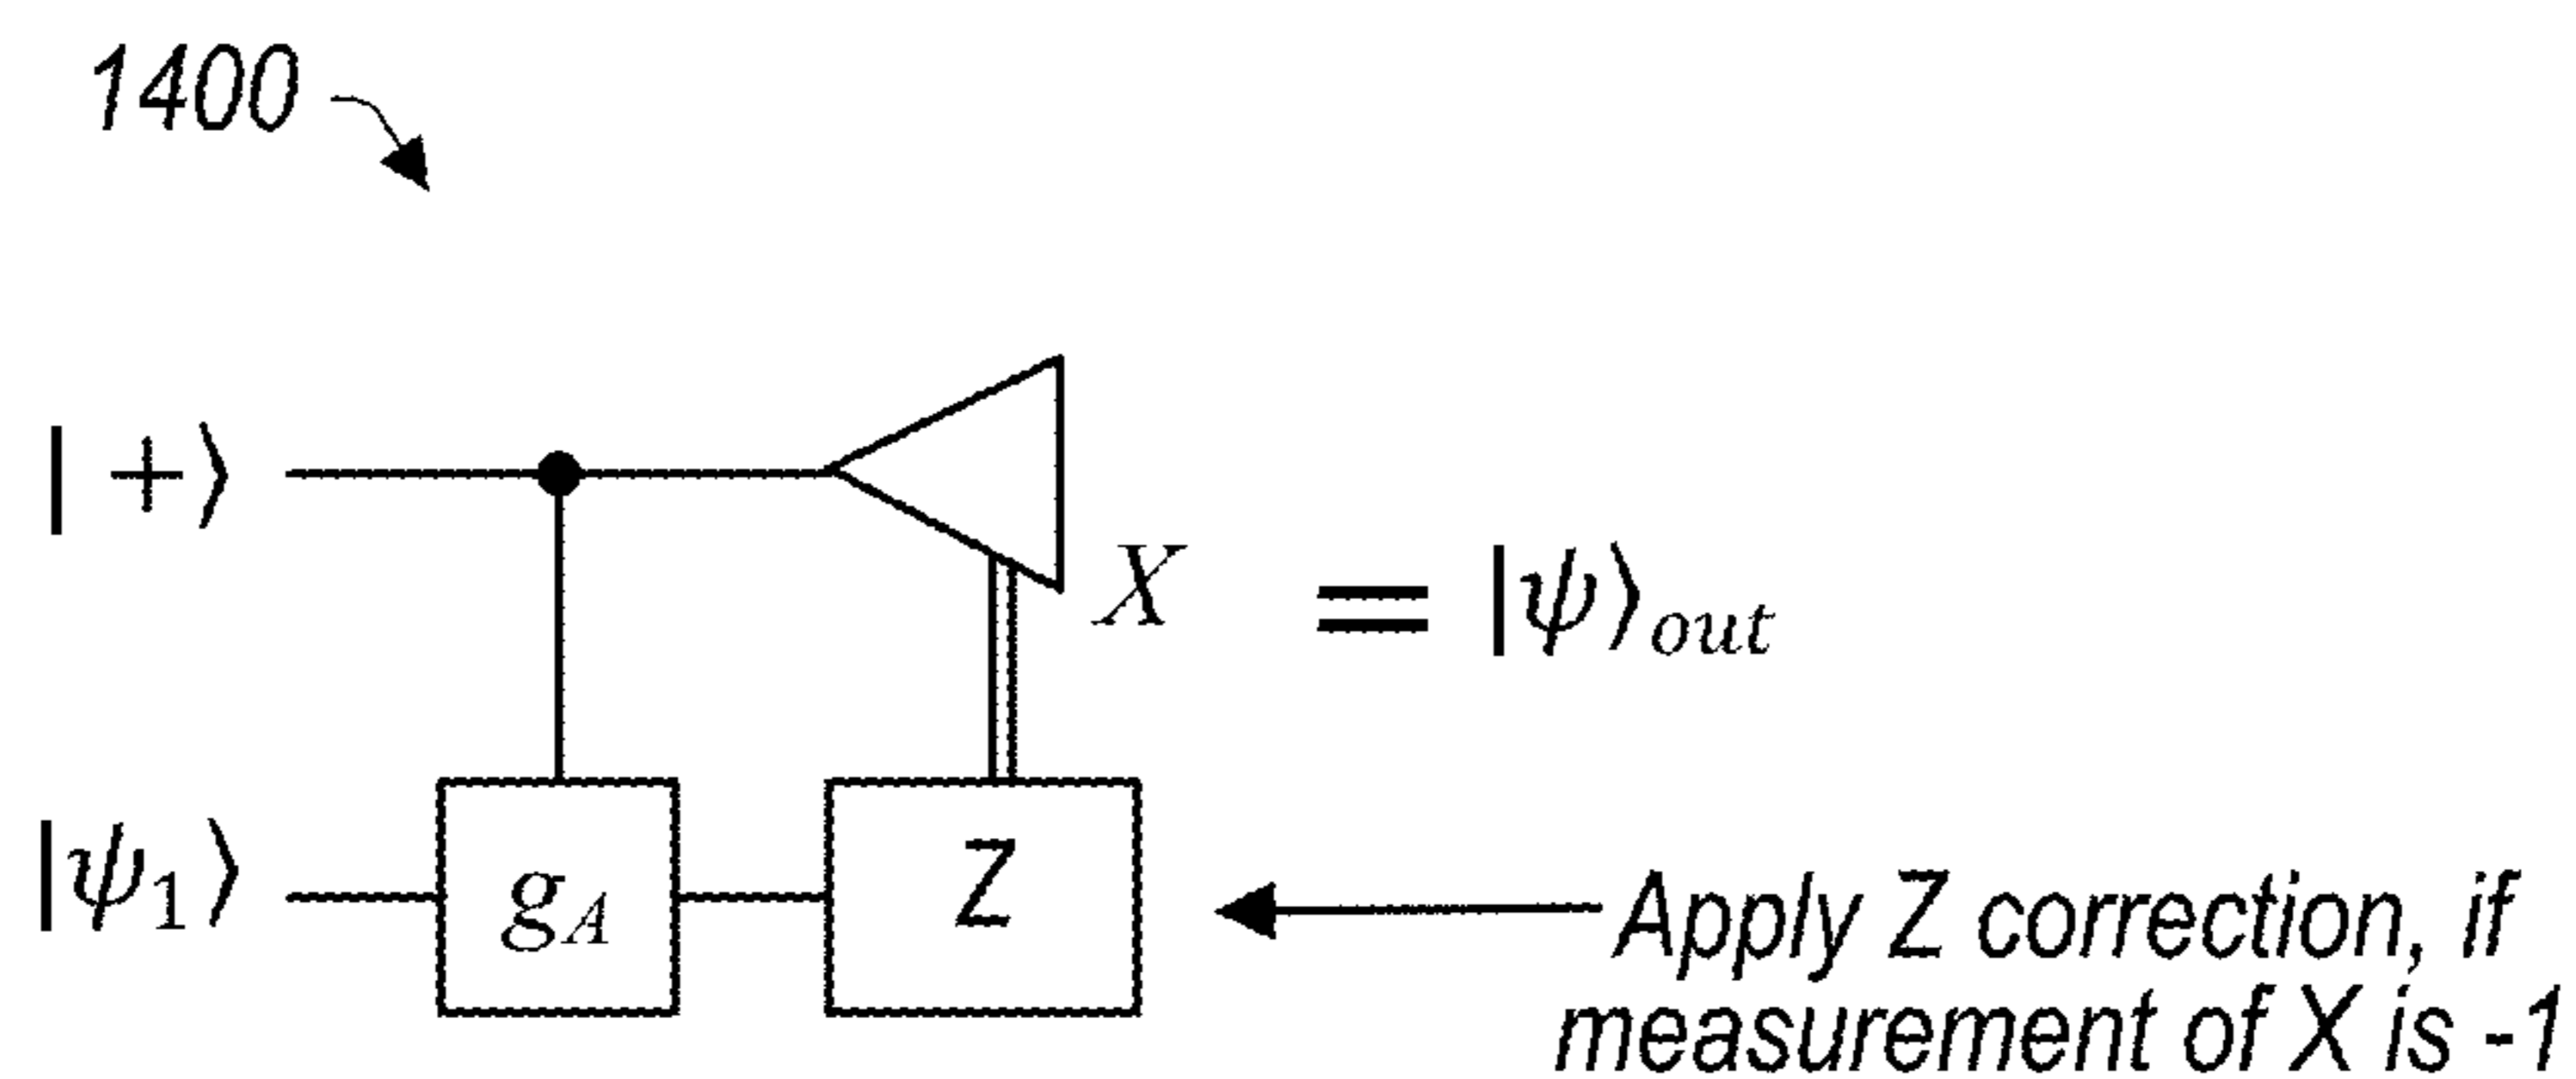 1400
|+⟩
X
= |ψ⟩out
|ψ1⟩
gA
Z
Apply Z correction, if
measurement of X is -1